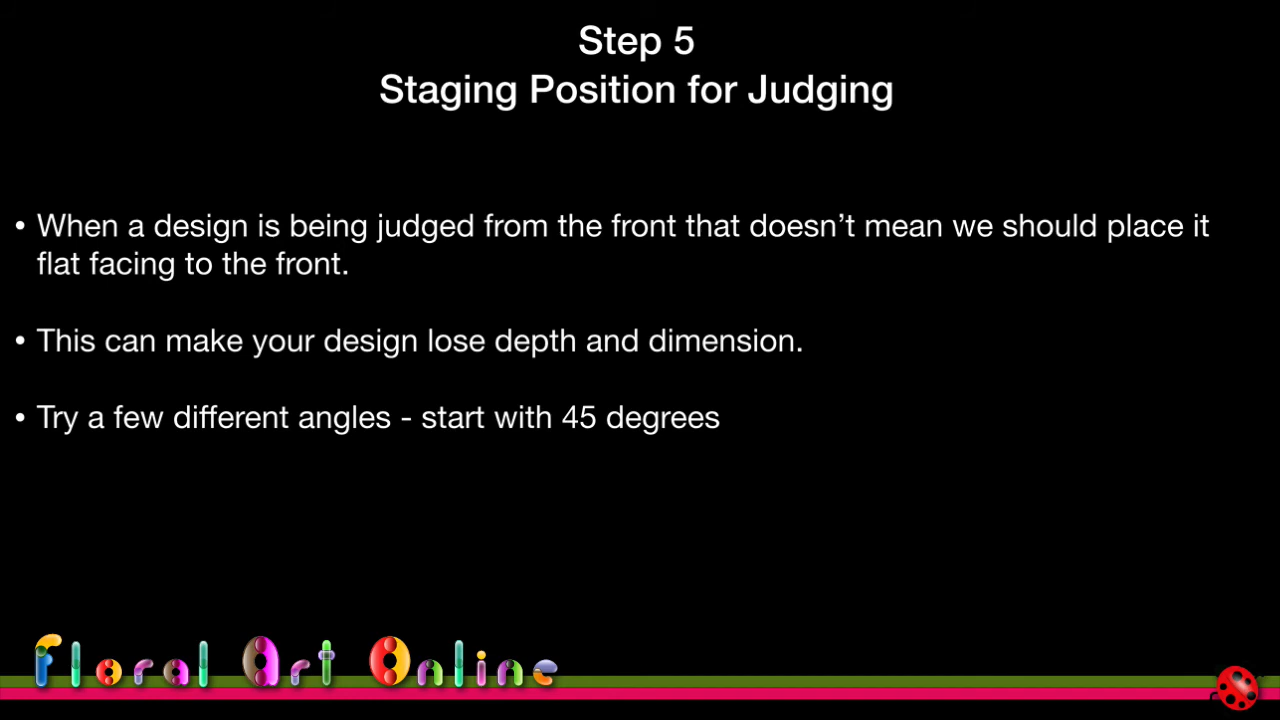 Step 5
Staging Position for Judging
• When a design is being judged from the front that doesn’t mean we should place it
flat facing to the front.
• This can make your design lose depth and dimension.
• Try a few different angles - start with 45 degrees
Floral Art Online